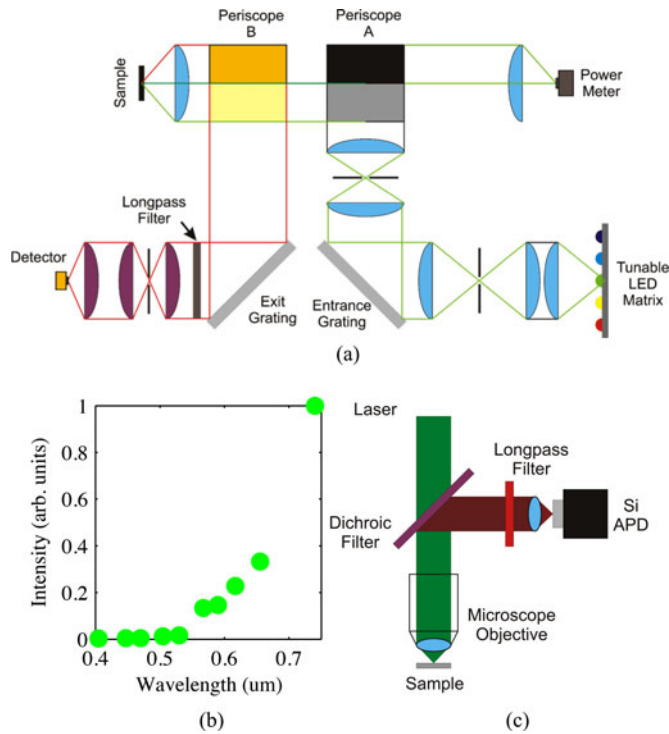 Periscope
B
Periscope
A
Sample
Power
Meter
Longpass
Filter
Detector
Exit
Grating
Entrance
Grating
Tunable
LED
Matrix
(a)
Intensity (arb. units)
1
0.8
0.6
0.4
0.2
0
0.4 0.5 0.6 0.7
Wavelength (um)
(b)
Laser
Longpass
Filter
Dichroic
Filter
Si
APD
Microscope
Objective
Sample
(c)